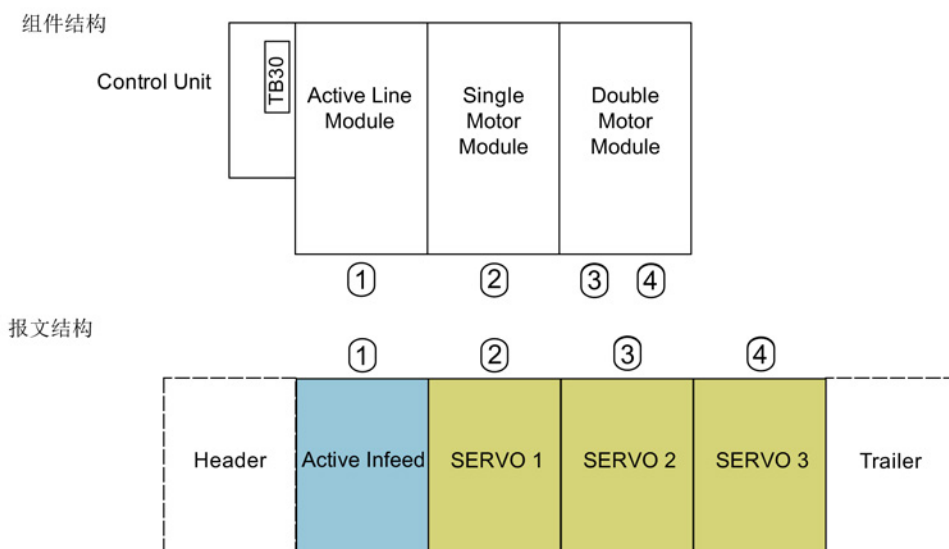 组件结构
Control Unit
TB30
Active Line
Module
Single
Motor
Module
Double
Motor
Module
1
2
3
4
报文结构
1
2
3
4
Header
Active Infeed
SERVO 1
SERVO 2
SERVO 3
Trailer